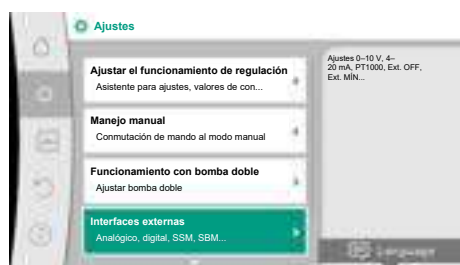 Ajustes
Ajustar el funcionamiento de regulación
Asistente para ajustes, valores de con...
Manejo manual
Conmutación de mando al modo manual
Funcionamiento con bomba doble
Ajustar bomba doble
Interfaces externas
Analógico, digital, SSM, SBM...
Ajustes 0–10 V, 4–
20 mA, PT1000, Ext. OFF,
Ext. MÍN...